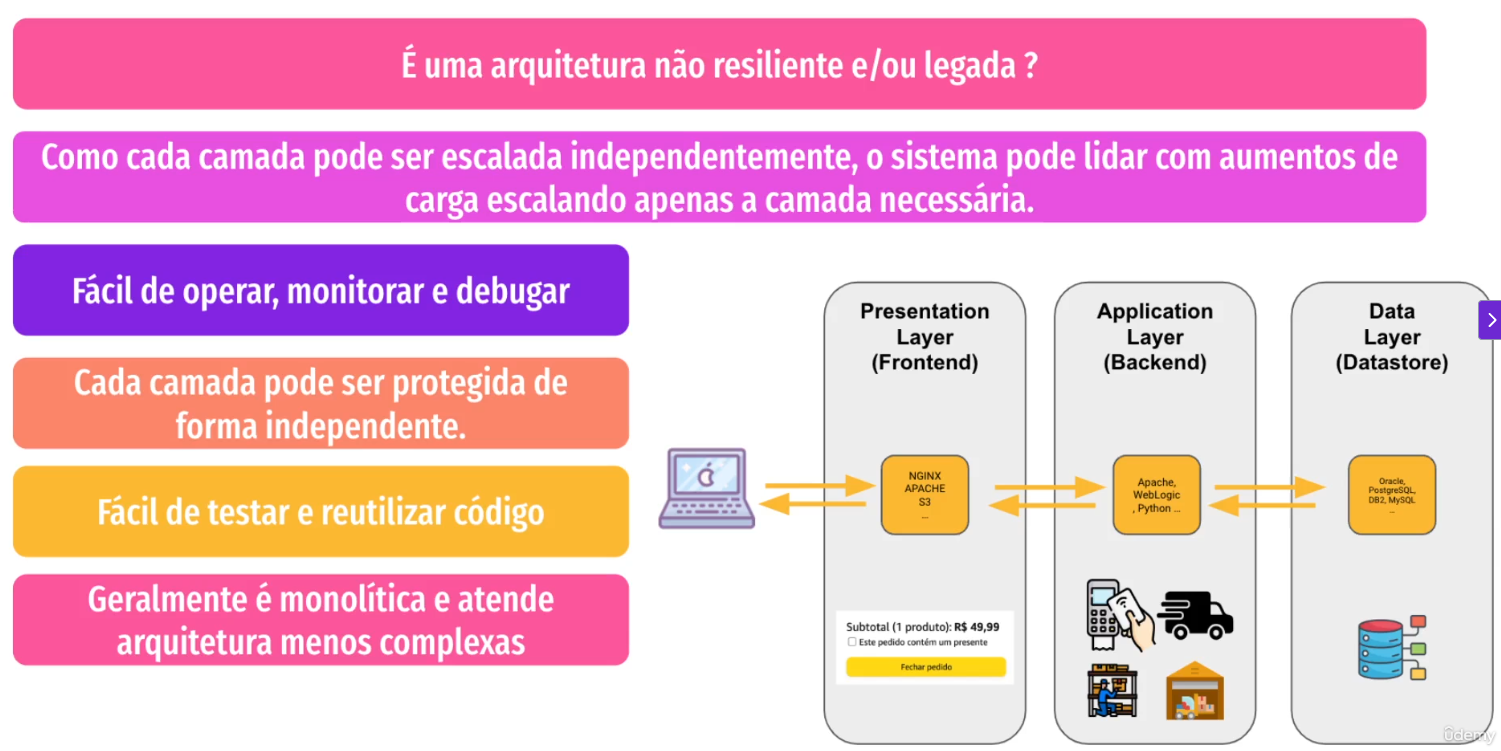 É uma arquitetura não resiliente e/ou legada ?
Como cada camada pode ser escalada independentemente, o sistema pode lidar com aumentos de
carga escalando apenas a camada necessária.
Fácil de operar, monitorar e debugar
Cada camada pode ser protegida de
forma independente.
Fácil de testar e reutilizar código
Geralmente é monolítica e atende
arquitetura menos complexas
Presentation
Layer
(Frontend)
NGINX
APACHE
S3
...
Subtotal (1 produto): R$ 49,99
Este pedido contém um presente
Fechar pedido
Application
Layer
(Backend)
Apache,
WebLogic
, Python ...
Data
Layer
(Datastore)
Oracle,
PostgreSQL,
DB2, MySQL
...
ûdemy